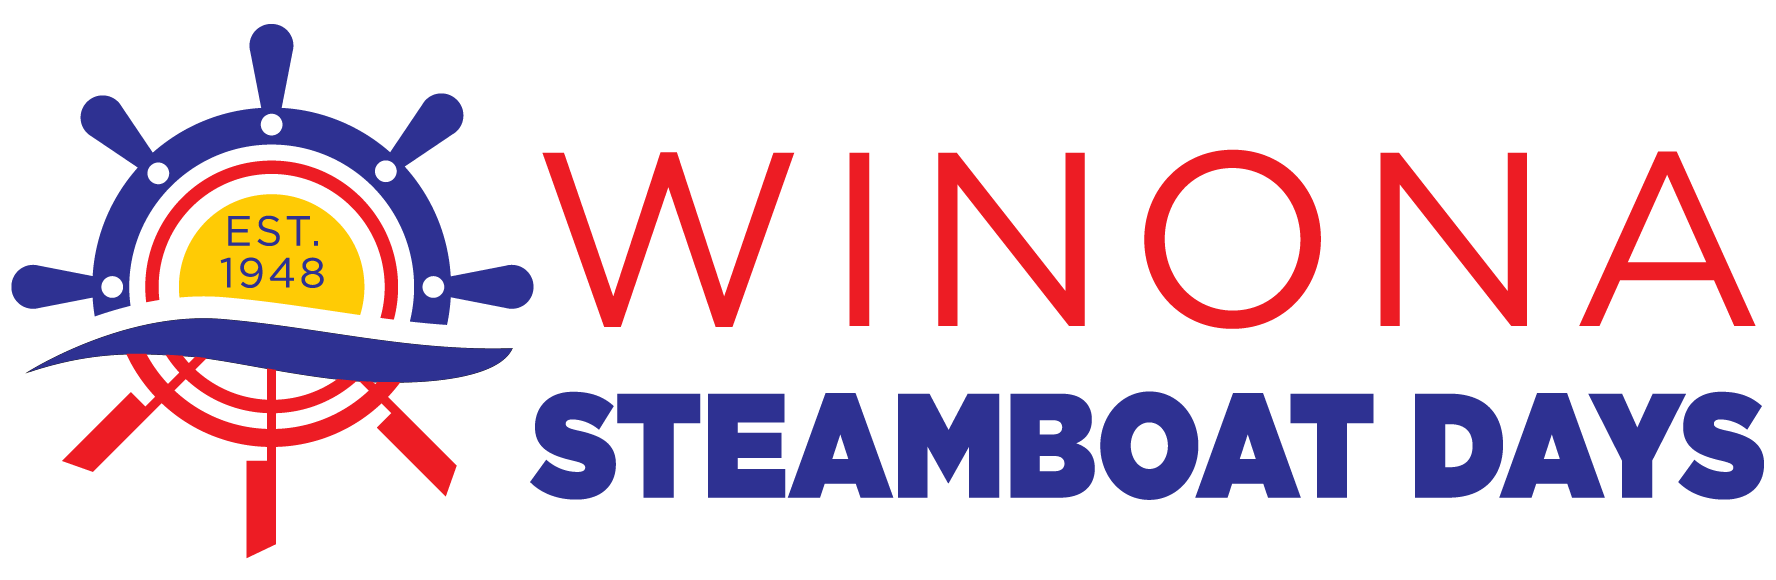 EST.
1948
WINONA
STEAMBOAT DAYS